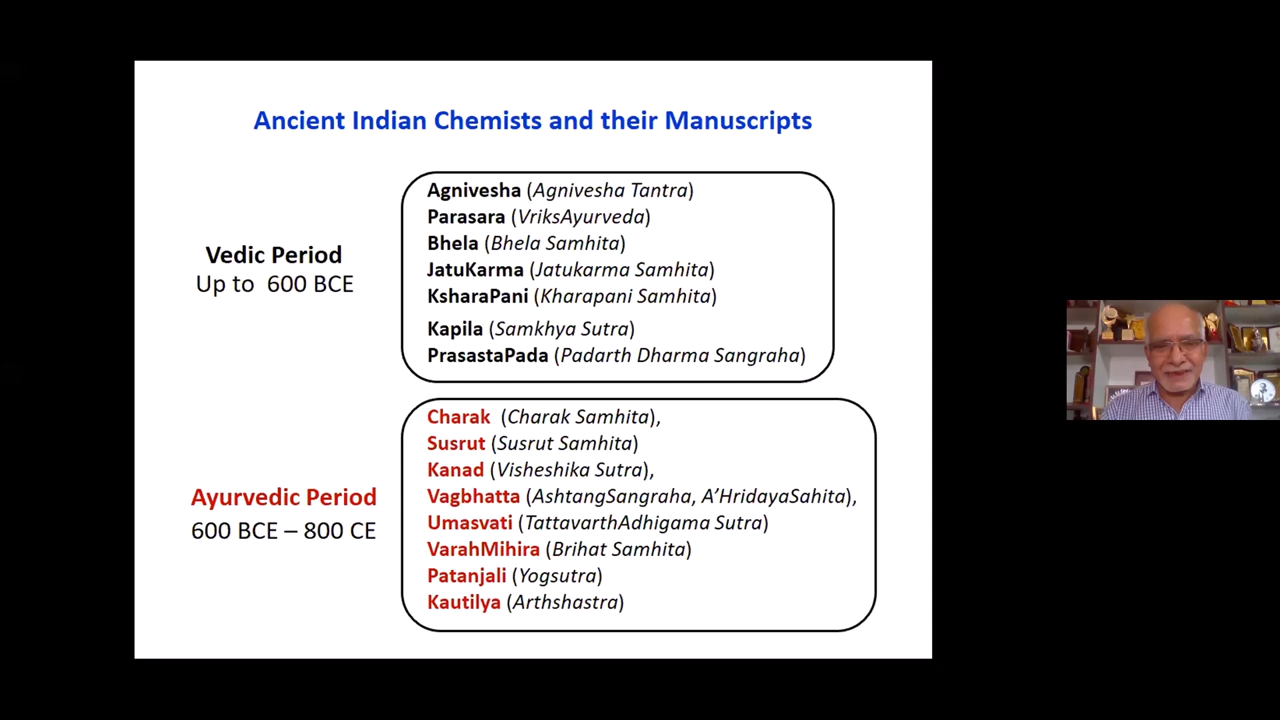 Ancient Indian Chemists and their Manuscripts
Vedic Period
Up to 600 BCE
Agnivesha (Agnivesha Tantra)
Parasara (VriksAyurveda)
Bhela (Bhela Samhita)
JatuKarma (Jatukarma Samhita)
KsharaPani (Kharapani Samhita)
Kapila (Samkhya Sutra)
PrasastaPada (Padarth Dharma Sangraha)
Ayurvedic Period
600 BCE – 800 CE
Charak (Charak Samhita),
Susrut (Susrut Samhita)
Kanad (Visheshika Sutra),
Vagbhatta (AshtangSangraha, A’HridayaSahita),
Umasvati (TattavarthAdhigama Sutra)
VarahMihira (Brihat Samhita)
Patanjali (Yogsutra)
Kautilya (Arthshastra)